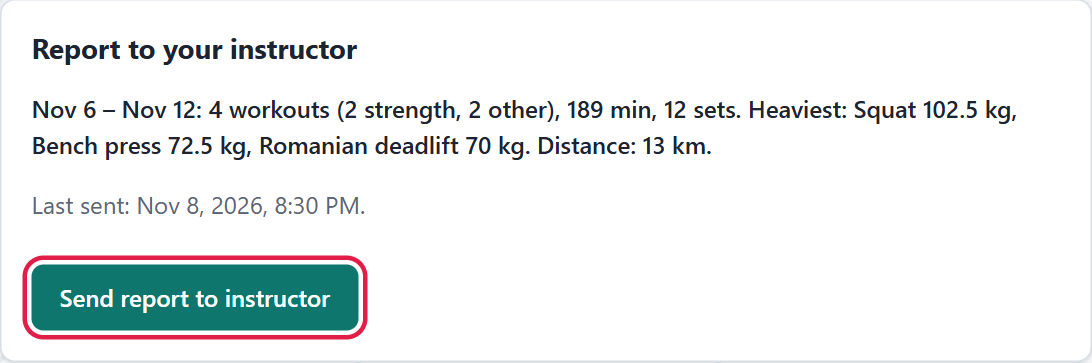 Report to your instructor
Nov 6 – Nov 12: 4 workouts (2 strength, 2 other), 189 min, 12 sets. Heaviest: Squat 102.5 kg,
Bench press 72.5 kg, Romanian deadlift 70 kg. Distance: 13 km.
Last sent: Nov 8, 2026, 8:30 PM.
Send report to instructor